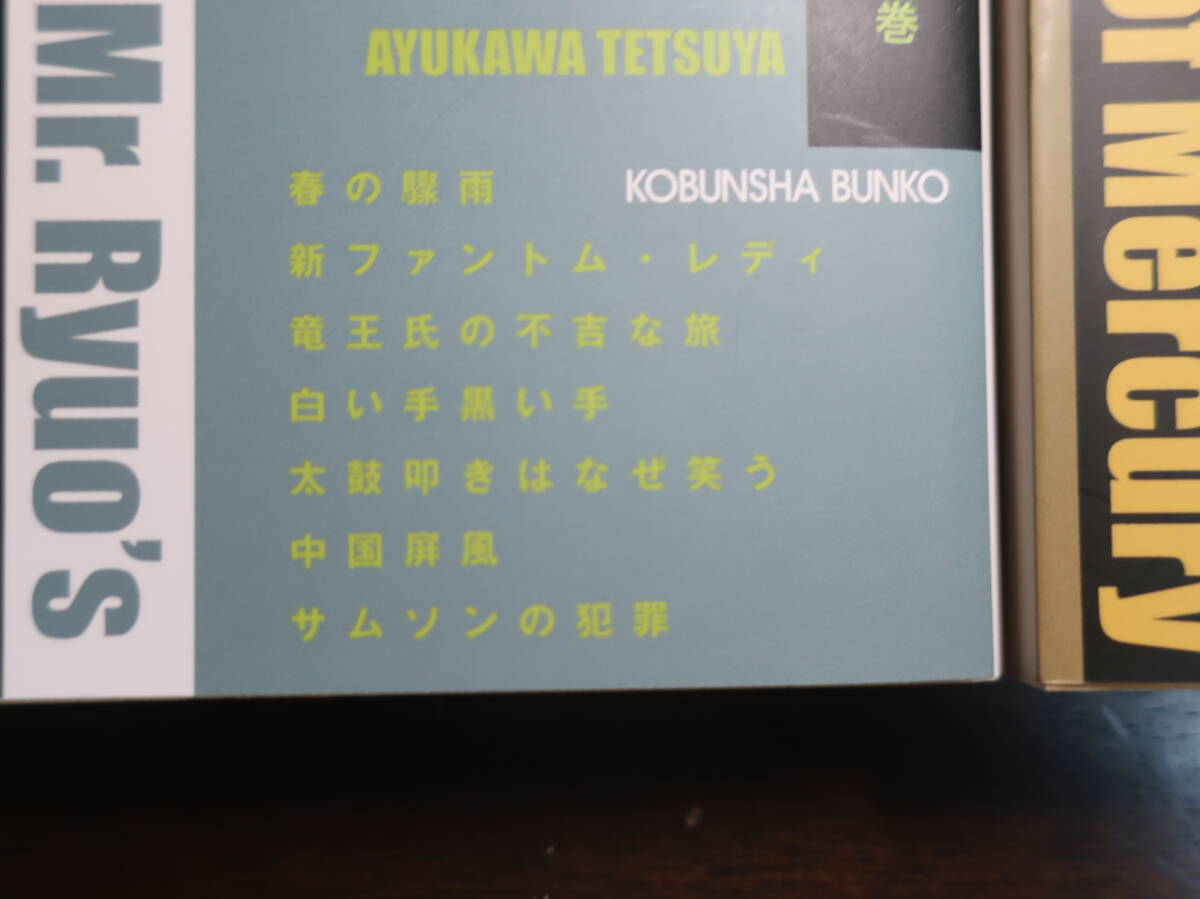 巻
AYUKAWA TETSUYA
春の驟雨
KOBUNSHA BUNKO
新ファントム・レディ
竜王氏の不吉な旅
白い手黒い手
太鼓叩きはなぜ笑う
中国屏風
サムソンの犯罪
Mr. Ryuo's
of Mercury